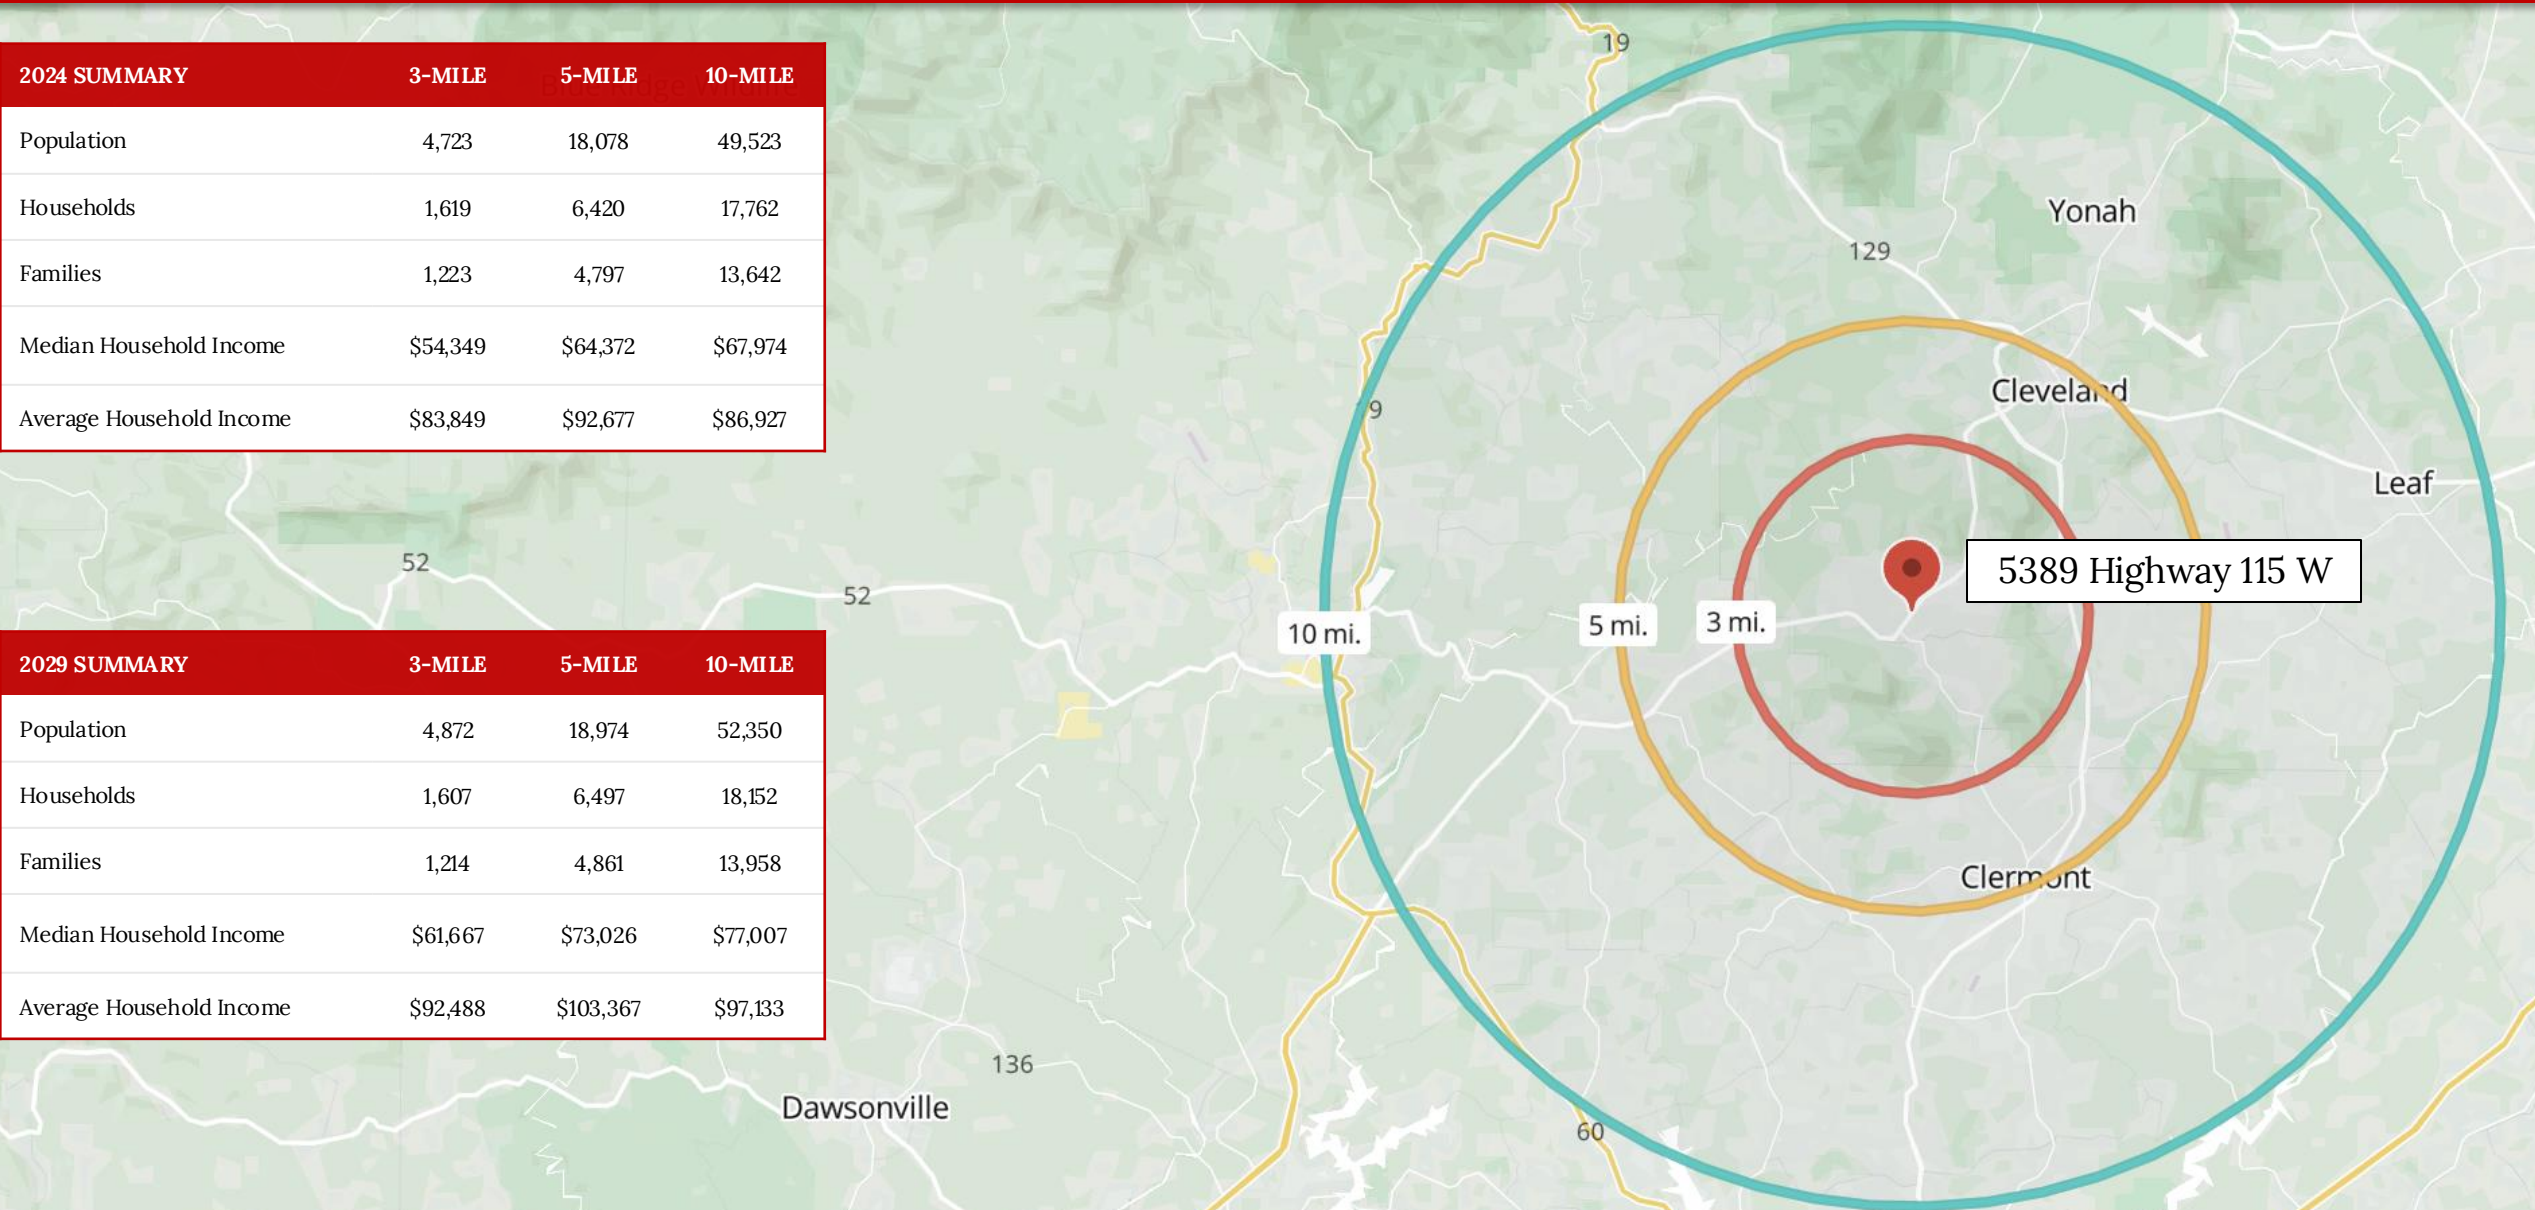 2024 SUMMARY 3-MILE 5-MILE 10-MILE
Population 4,723 18,078 49,523
Households 1,619 6,420 17,762
Families 1,223 4,797 13,642
Median Household Income $54,349 $64,372 $67,974
Average Household Income $83,849 $92,677 $86,927
2029 SUMMARY 3-MILE 5-MILE 10-MILE
Population 4,872 18,974 52,350
Households 1,607 6,497 18,152
Families 1,214 4,861 13,958
Median Household Income $61,667 $73,026 $77,007
Average Household Income $92,488 $103,367 $97,133
19
Yonah
129
Cleveland
9
Leaf
52
52
5389 Highway 115 W
10 mi.
5 mi.
3 mi.
Clermont
136
Dawsonville
60